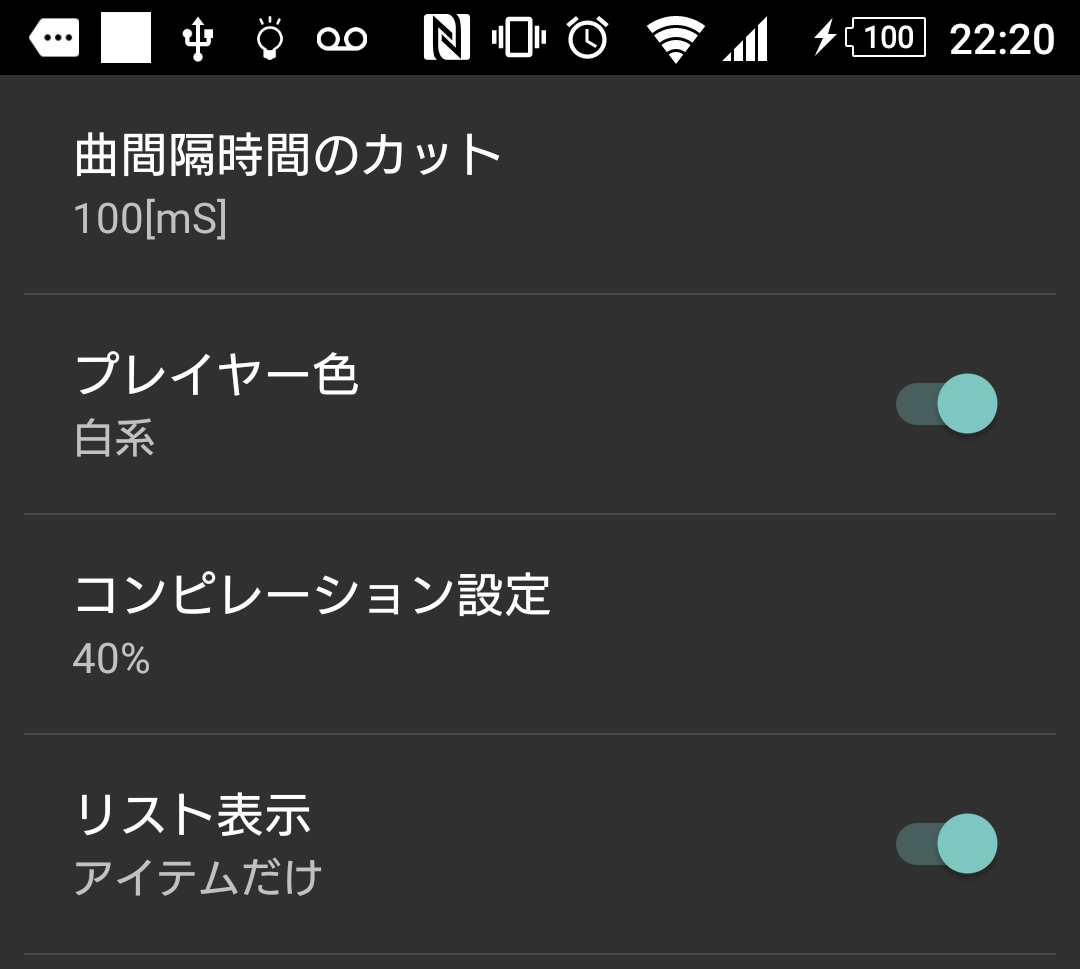 100 22:20
曲間隔時間のカット
100[mS]
プレイヤー色
白系
コンピレーション設定
40%
リスト表示
アイテムだけ